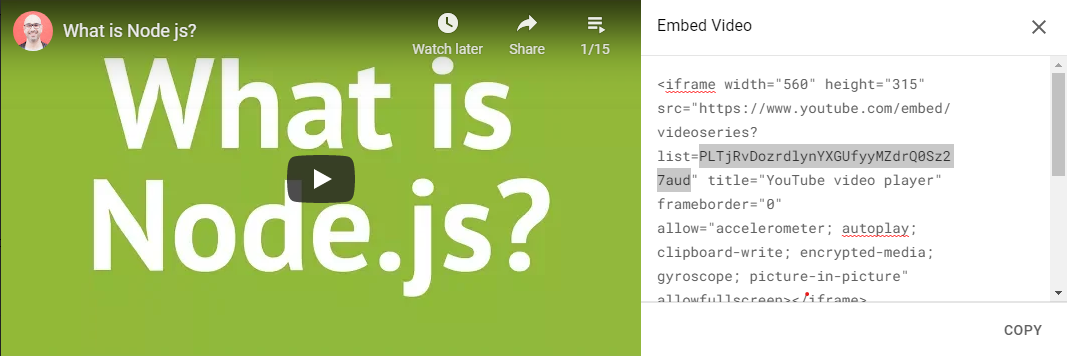 What is Node js?
Watch later
Share
1/15
What is
Node.js?
Embed Video
<iframe width="560" height="315"
src="https://www.youtube.com/embed/
videoseries?
list=PLTjRvDozrdlynYXGUfyyMZdrQ0Sz2
7aud" title="YouTube video player"
frameborder="0"
allow="accelerometer; autoplay;
clipboard-write; encrypted-media;
gyroscope; picture-in-picture"
allowfullscreen></iframe>
COPY